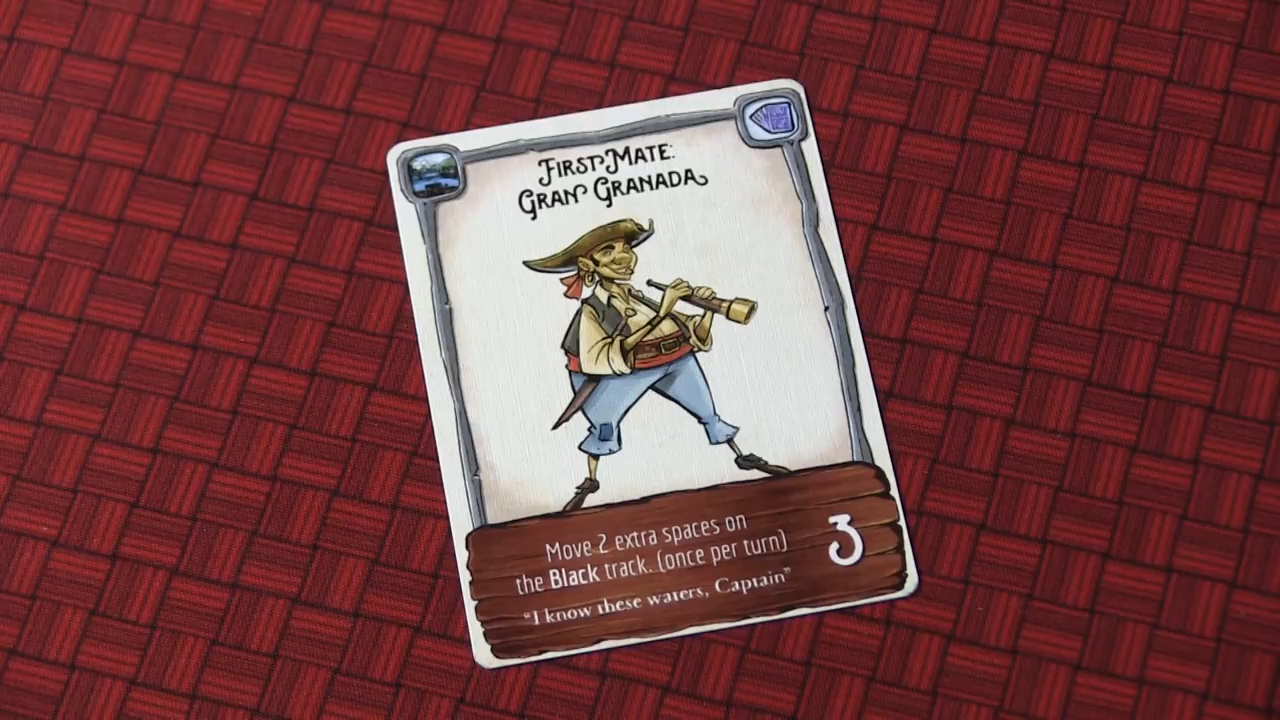 First Mate:
Gran Granada
Move 2 extra spaces on
the Black track. (once per turn)
3
"I know these waters, Captain"